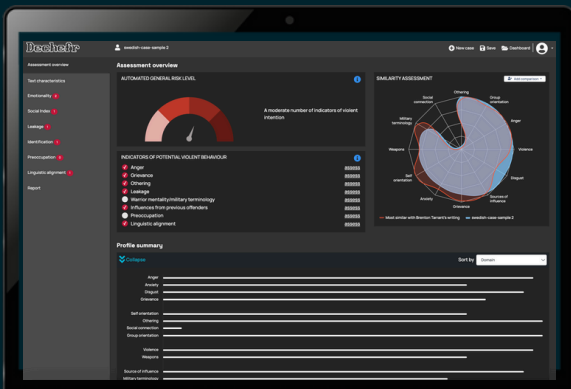 Dechefr
swedish-case-sample 2
New case
Save
Dashboard
Assessment overview
Text characteristics
Emotionality
Social Index
Leakage
Identification
Preoccupation
Linguistic alignment
Report
Assessment overview
AUTOMATED GENERAL RISK LEVEL
A moderate number of indicators of violent
intention
INDICATORS OF POTENTIAL VIOLENT BEHAVIOUR
Anger
Grievance
Othering
Leakage
Warrior mentality/military terminology
Influences from previous offenders
Preoccupation
Linguistic alignment
SIMILARITY ASSESSMENT
Add comparison
Othering
Group
orientation
Anger
Violence
Disgust
Sources of
influence
Grievance
Anxiety
Self
orientation
Weapons
Military
terminology
Social
connection
Most similar with Brenton Tarrant's writing
swedish-case-sample 2
Profile summary
Collapse
Sort by
Domain
Anger
Anxiety
Disgust
Grievance
Self orientation
Othering
Social connection
Group orientation
Violence
Weapons
Source of influence
Military terminology